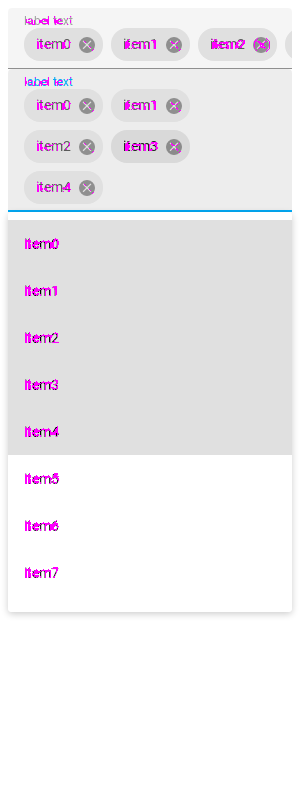 label text
item0 item1 item2
label text
item0 item1
item2 item3
item4
item0
item1
item2
item3
item4
item5
item6
item7